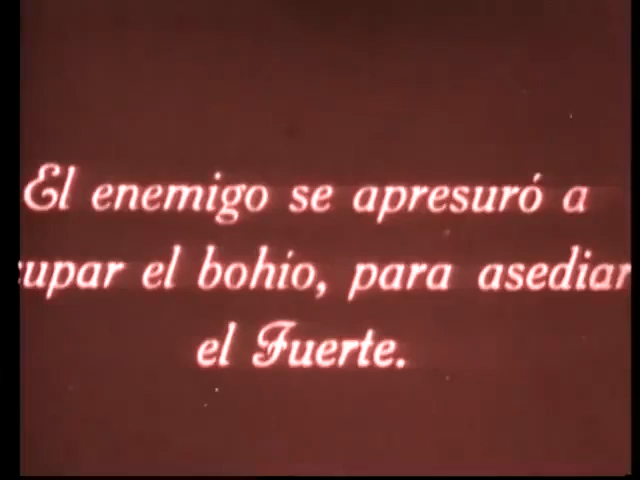 El enemigo se apresuró a
cupar el bohio, para asediar
el Fuerte.